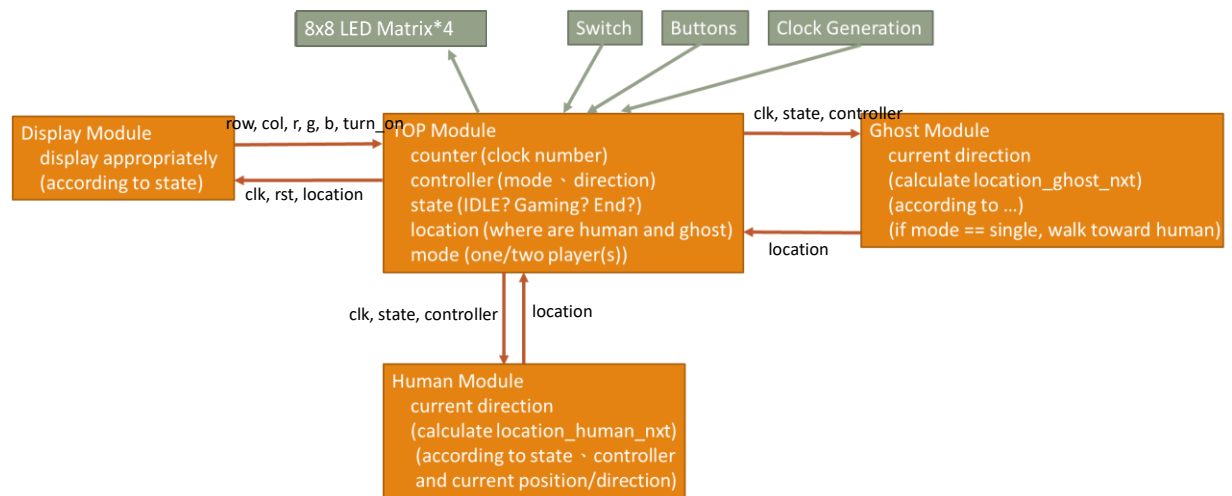 8x8 LED Matrix*4
Switch
Buttons
Clock Generation
Display Module
display appropriately
(according to state)
row, col, r, g, b, turn_on
clk, rst, location
TOP Module
counter (clock number)
controller (mode、direction)
state (IDLE? Gaming? End?)
location (where are human and ghost)
mode (one/two player(s))
clk, state, controller
location
Ghost Module
current direction
(calculate location_ghost_nxt)
(according to ...)
(if mode == single, walk toward human)
clk, state, controller
location
Human Module
current direction
(calculate location_human_nxt)
(according to state、controller
and current position/direction)